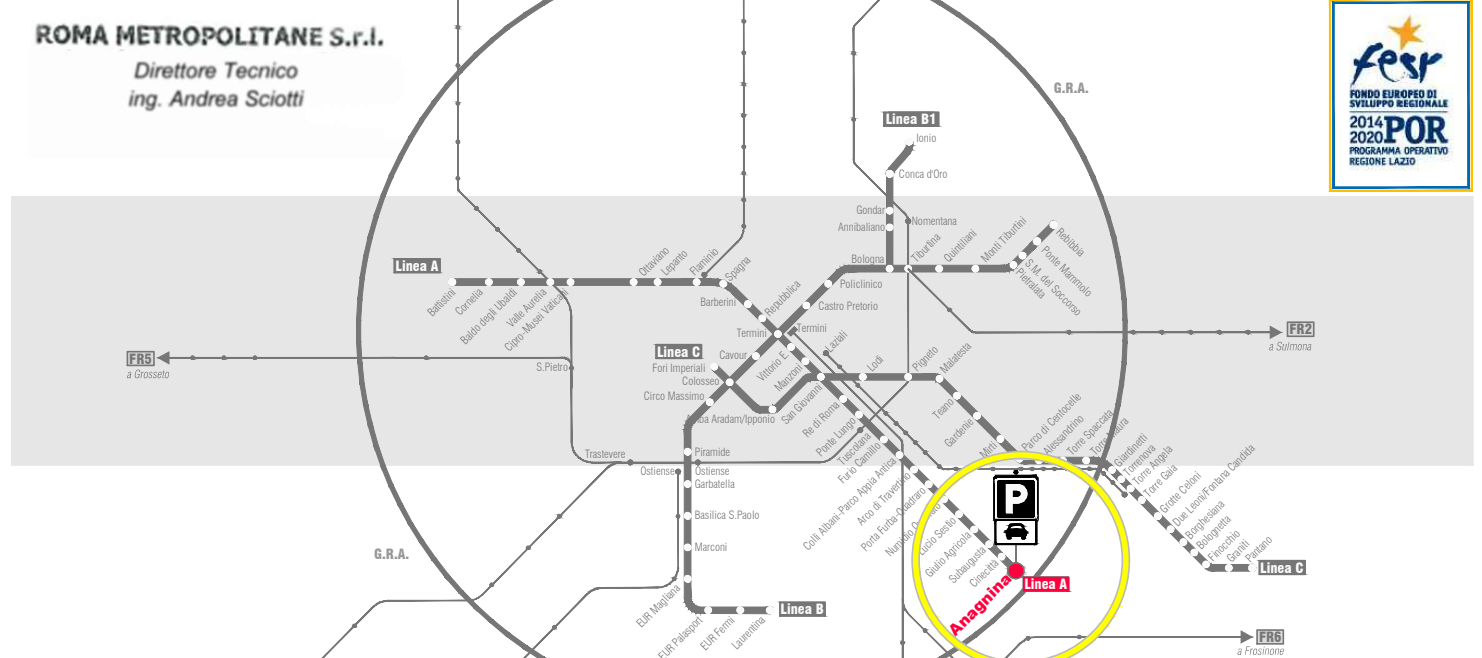 ROMA METROPOLITANE S.r.l.
Direttore Tecnico
ing. Andrea Sciotti
fesr
FONDO EUROPEO DI
SVILUPPO REGIONALE
2014
2020 POR
PROGRAMMA OPERATIVO
REGIONE LAZIO
G.R.A.
Linea B1
Ionio
Conca d'Oro
Gondar
Annibaliano
Nomentana
Bologna
Tiburtina
Quintiliani
Monti Tiburtini
Rebibbia
Ponte Mammolo
S.M. del Soccorso
Pietralata
Linea A
Battistini
Cornelia
Baldo degli Ubaldi
Valle Aurelia
Cipro-Musei Vaticani
Ottaviano
Lepanto
Flaminio
Spagna
Barberini
Repubblica
Policlinico
Castro Pretorio
Termini
Termini
Laziali
FR5
a Grosseto
S.Pietro
FR2
a Sulmona
Linea C
Fori Imperiali
Colosseo
Cavour
Circo Massimo
Vittorio E.
Manzoni
San Giovanni
Lodi
Pigneto
Malatesta
Teano
Gardenie
Mirti
Parco di Centocelle
Alessandrino
Torre Spaccata
Torre Maura
Giardinetti
Torrenova
Torre Angela
Torre Gaia
Grotte Celoni
Due Leoni/Fontana Candida
Borghesiana
Bolognetta
Finocchio
Graniti
Pantano
Linea C
Aradam/Ipponio
Re di Roma
Ponte Lungo
Tuscolana
Furio Camillo
Colli Albani-Parco Appia Antica
Arco di Travertino
Porta Furba-Quadraro
Lucio Sestio
Giulio Agricola
Subaugusta
Cinecittà
Anagnina
Linea A
P
Trastevere
Ostiense
Piramide
Ostiense
Garbatella
Basilica S.Paolo
Marconi
EUR Magliana
EUR Palasport
EUR Fermi
Laurentina
Linea B
G.R.A.
FR6
a Frosinone